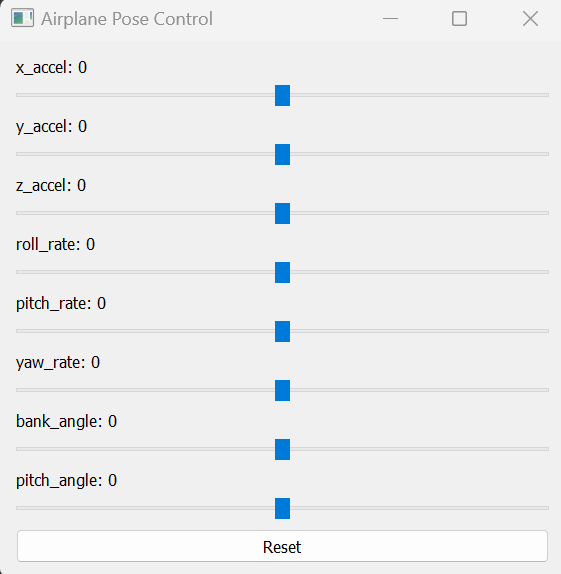 Airplane Pose Control
x_accel: 0
y_accel: 0
z_accel: 0
roll_rate: 0
pitch_rate: 0
yaw_rate: 0
bank_angle: 0
pitch_angle: 0
Reset